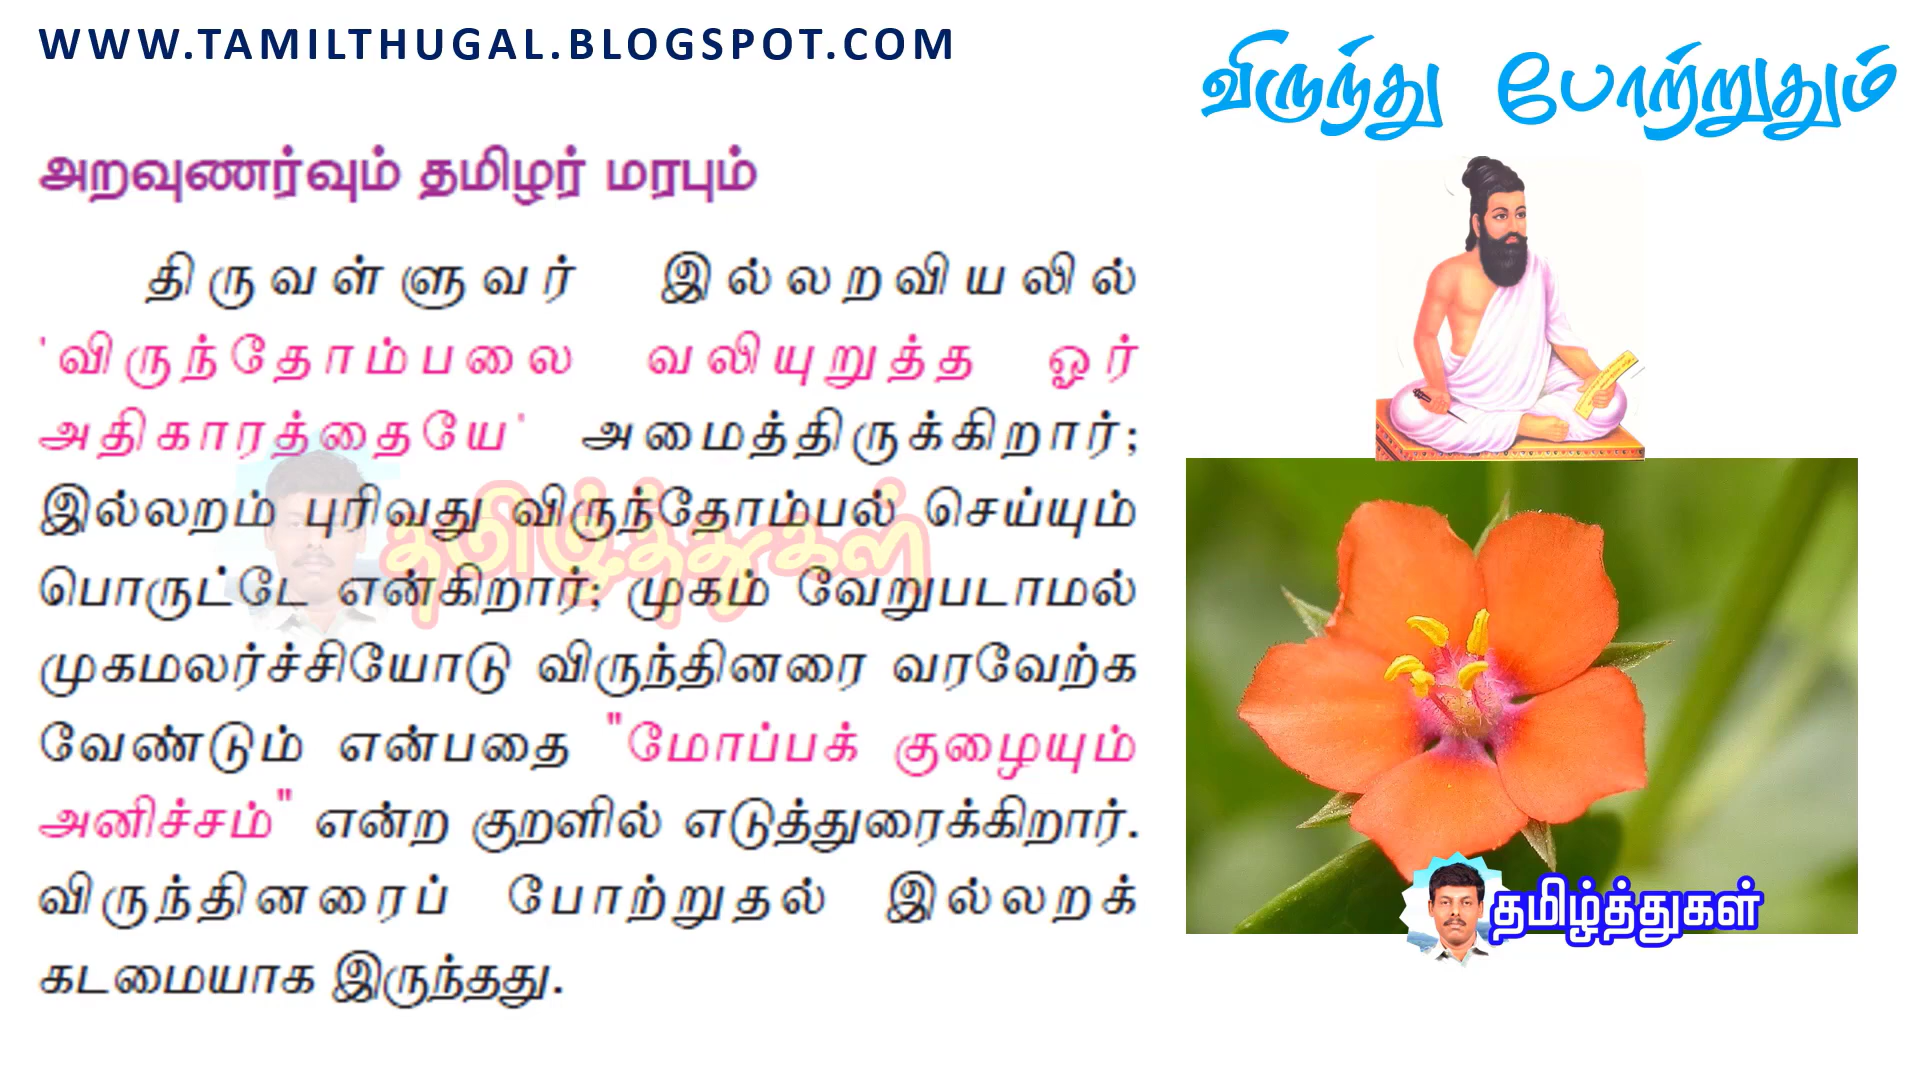 WWW.TAMILTHUGAL.BLOGSPOT.COM
விருந்து போற்றுதும்
அறவுணர்வும் தமிழர் மரபும்
திருவள்ளுவர் இல்லறவியலில்
'விருந்தோம்பலை வலியுறுத்த ஓர்
அதிகாரத்தையே' அமைத்திருக்கிறார்;
இல்லறம் புரிவது விருந்தோம்பல் செய்யும்
பொருட்டே என்கிறார்; முகம் வேறுபடாமல்
முகமலர்ச்சியோடு விருந்தினரை வரவேற்க
வேண்டும் என்பதை "மோப்பக் குழையும்
அனிச்சம்" என்ற குறளில் எடுத்துரைக்கிறார்.
விருந்தினரைப் போற்றுதல் இல்லறக்
கடமையாக இருந்தது.
தமிழ்த்துகள்
தமிழ்த்துகள்